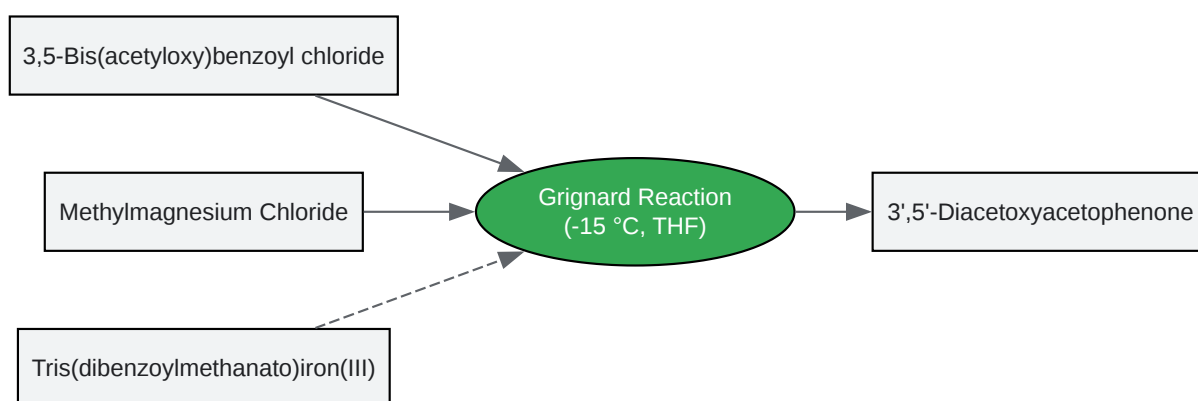 3,5-Bis(acetyloxy)benzoyl chloride
Methylmagnesium Chloride
Grignard Reaction
(-15 °C, THF)
3',5'-Diacetoxyacetophenone
Tris(dibenzoylmethanato)iron(III)